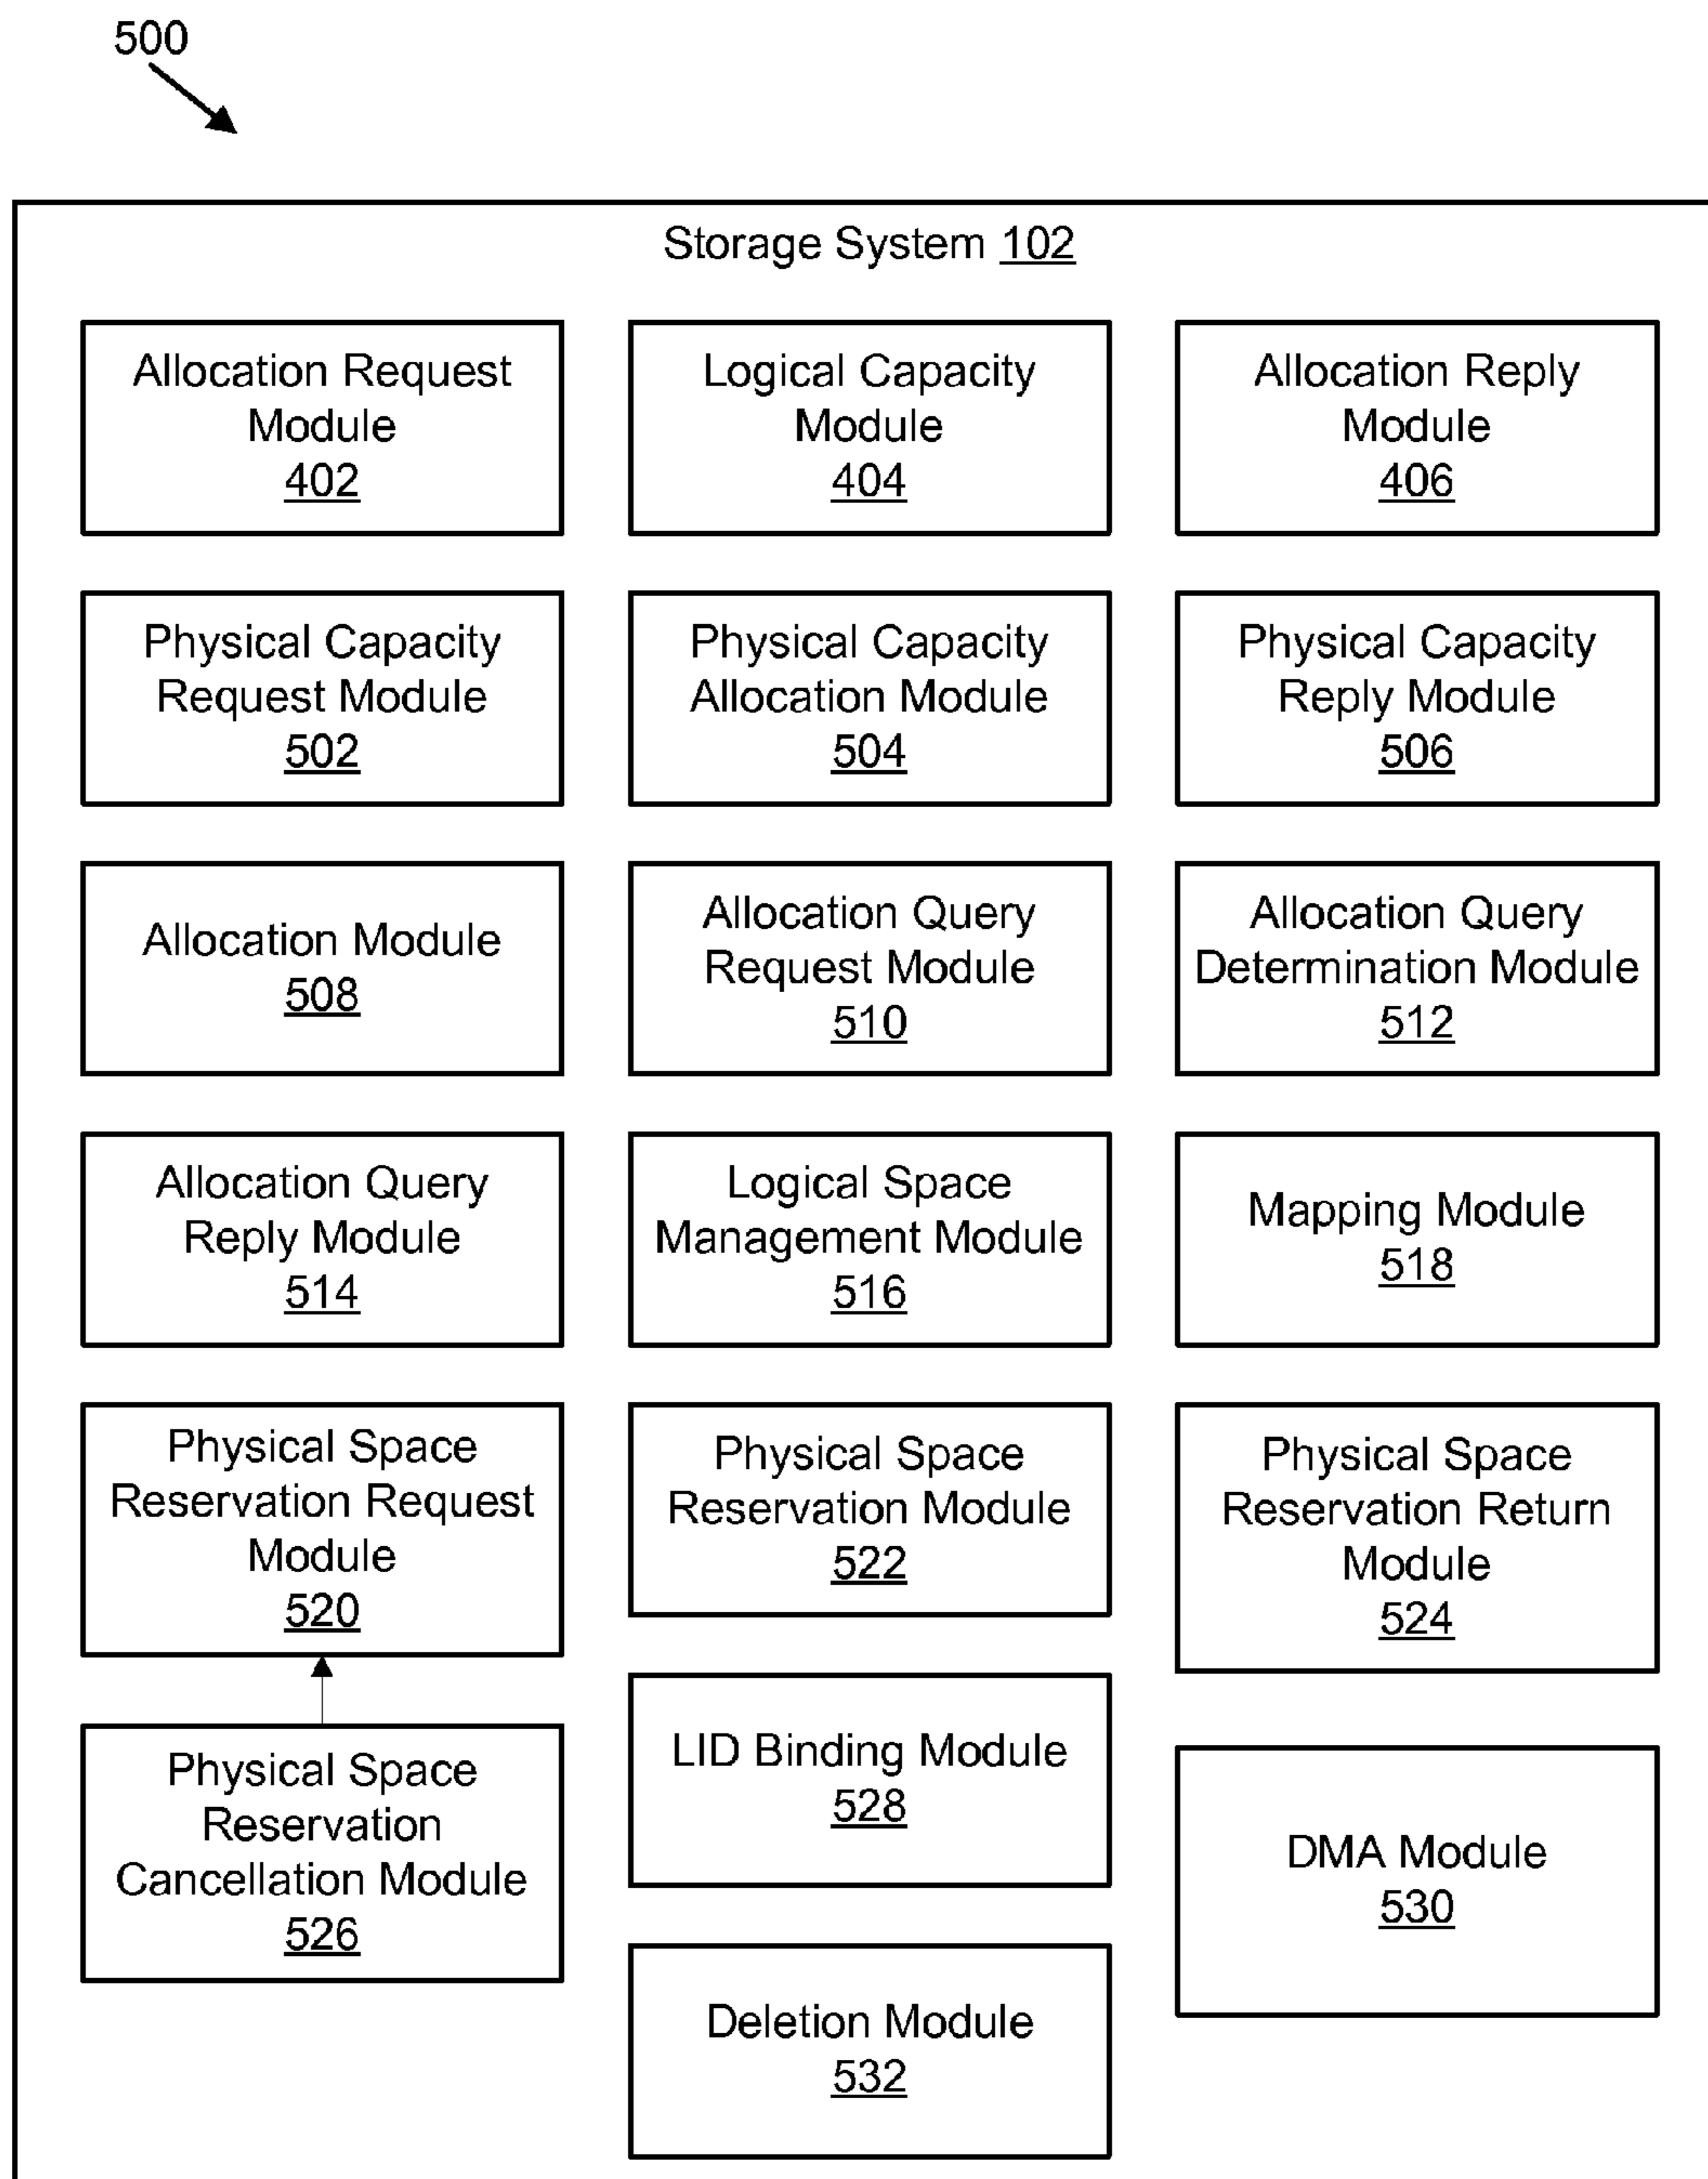 500
Storage System 102
Allocation Request
Module
402
Logical Capacity
Module
404
Allocation Reply
Module
406
Physical Capacity
Request Module
502
Physical Capacity
Allocation Module
504
Physical Capacity
Reply Module
506
Allocation Module
508
Allocation Query
Request Module
510
Allocation Query
Determination Module
512
Allocation Query
Reply Module
514
Logical Space
Management Module
516
Mapping Module
518
Physical Space
Reservation Request
Module
520
Physical Space
Reservation Module
522
Physical Space
Reservation Return
Module
524
Physical Space
Reservation
Cancellation Module
526
LID Binding Module
528
DMA Module
530
Deletion Module
532